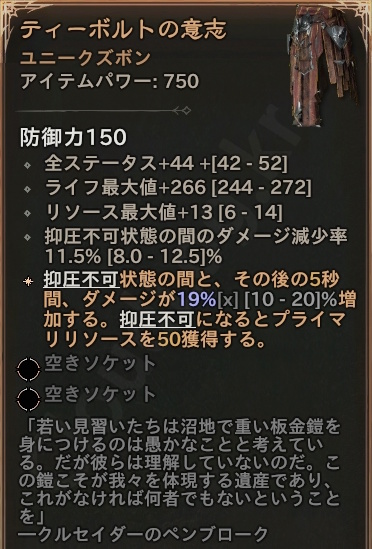 ティーボルトの意志
ユニークズボン
アイテムパワー: 750
防御力150
全ステータス+44 +[42 - 52]
ライフ最大値+266 [244 - 272]
リソース最大値+13 [6 - 14]
抑圧不可状態の間のダメージ減少率
11.5% [8.0 - 12.5]%
抑圧不可状態の間と、その後の5秒
間、ダメージが19%[x] [10 - 20]%増
加する。抑圧不可になるとプライマ
リリソースを50獲得する。
空きソケット
空きソケット
「若い見習いたちは沼地で重い板金鎧を
身につけるのは愚かなことと考えてい
る。だが彼らは理解していないのだ。こ
の鎧こそが我々を体現する遺産であり、
これがなければ何者でもないということ
を」
—クルセイダーのペンブローク